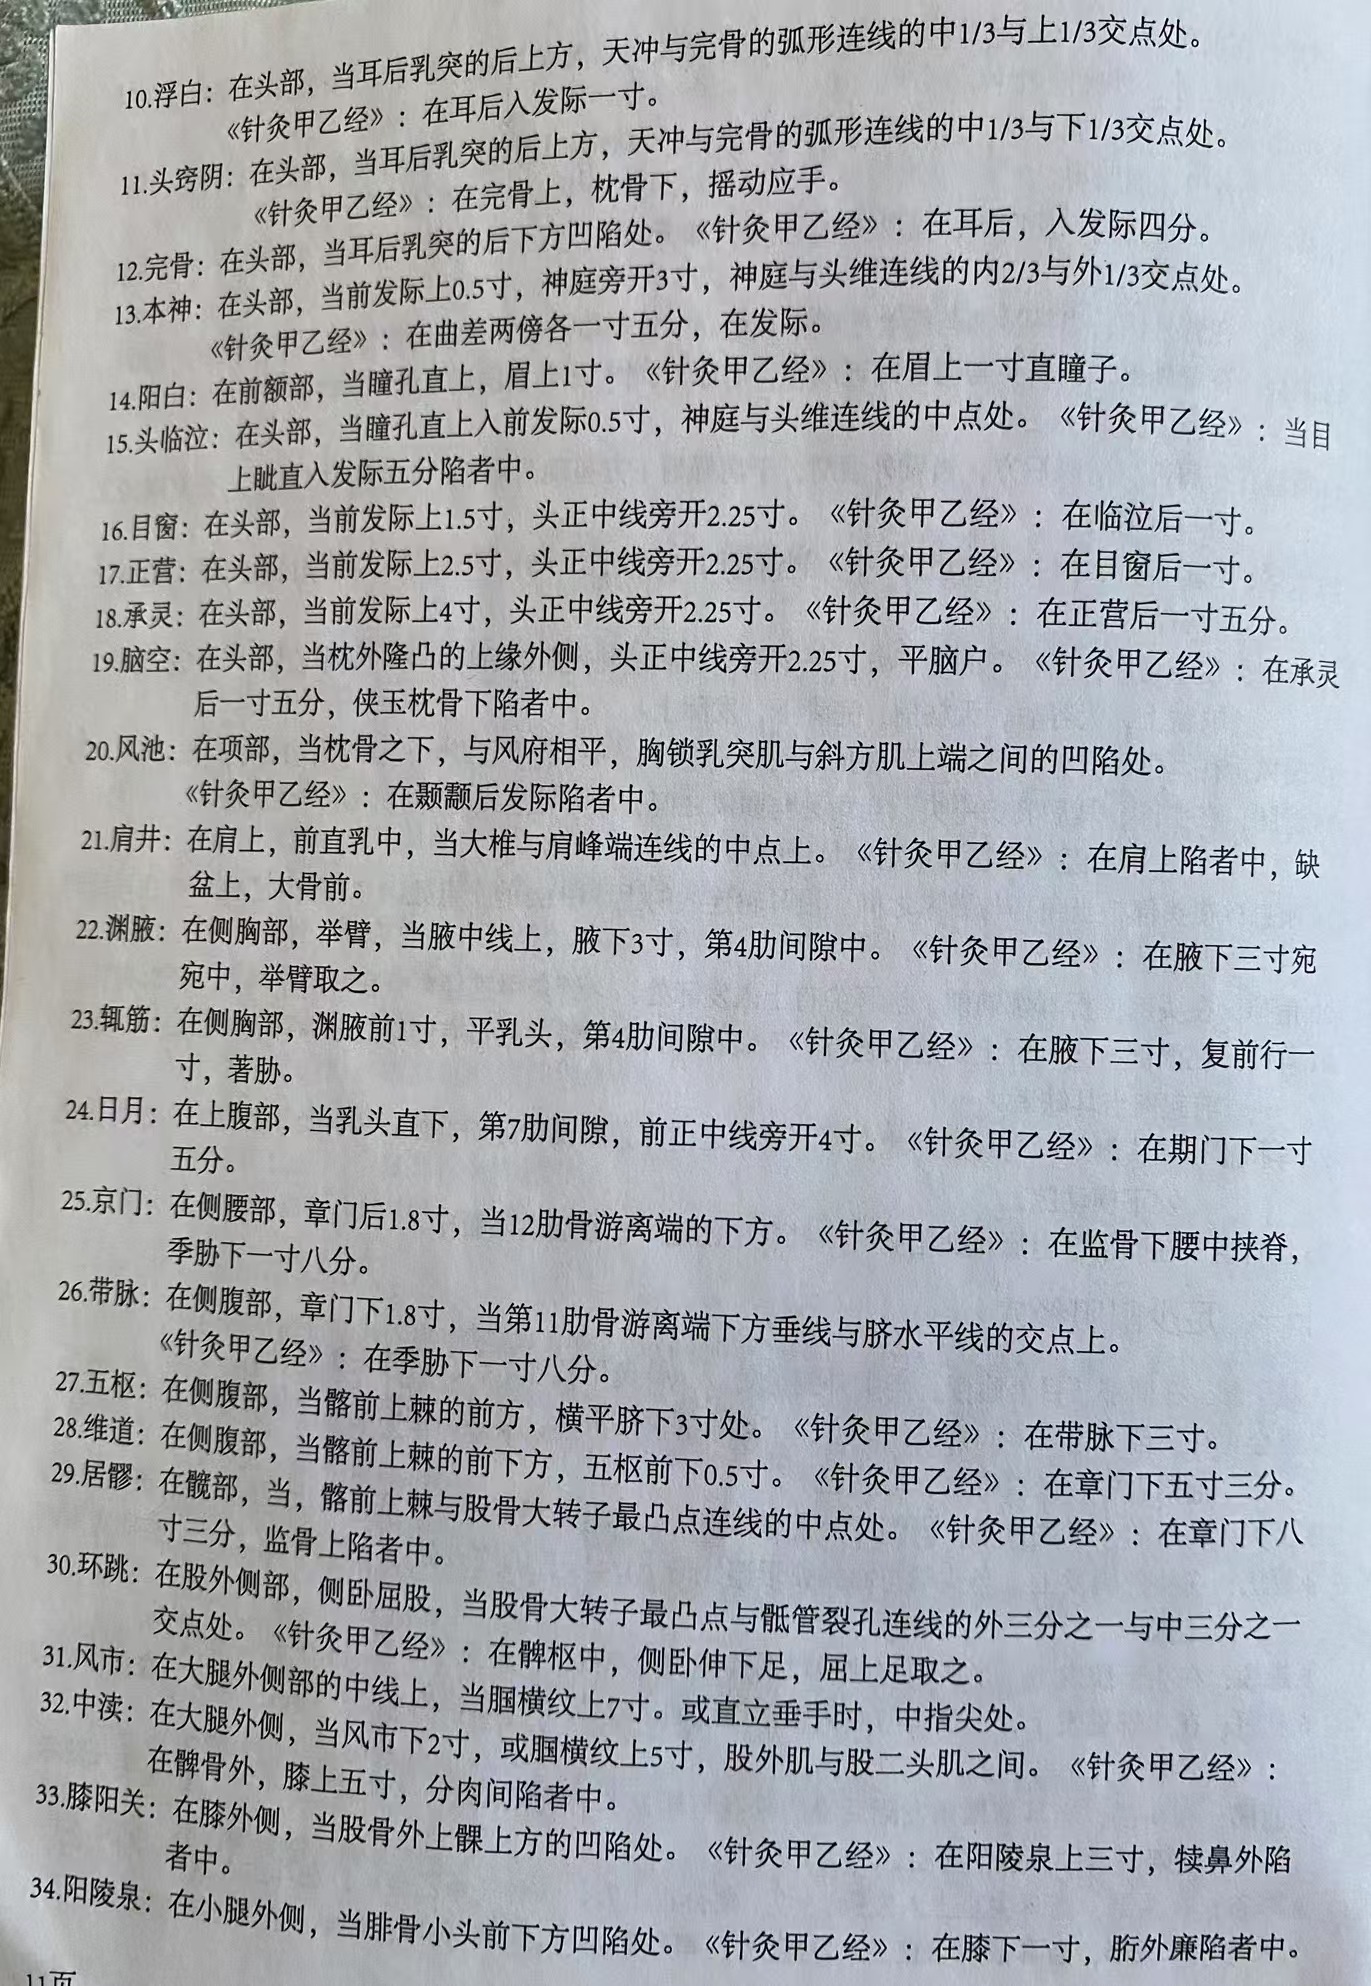 10.浮白：在头部，当耳后乳突的后上方，天冲与完骨的弧形连线的中1/3与上1/3交点处。
《针灸甲乙经》：在耳后入发际一寸。
11.头窍阴：在头部，当耳后乳突的后上方，天冲与完骨的弧形连线的中1/3与下1/3交点处。
《针灸甲乙经》：在完骨上，枕骨下，摇动应手。
12.完骨：在头部，当耳后乳突的后下方凹陷处。《针灸甲乙经》：在耳后，入发际四分。
13.本神：在头部，当前发际上0.5寸，神庭旁开3寸，神庭与头维连线的内2/3与外1/3交点处。
《针灸甲乙经》：在曲差两傍各一寸五分，在发际。
14.阳白：在前额部，当瞳孔直上，眉上1寸。《针灸甲乙经》：在眉上一寸直瞳子。
15.头临泣：在头部，当瞳孔直上入前发际0.5寸，神庭与头维连线的中点处。《针灸甲乙经》：当目
上眦直入发际五分陷者中。
16.目窗：在头部，当前发际上1.5寸，头正中线旁开2.25寸。《针灸甲乙经》：在临泣后一寸。
17.正营：在头部，当前发际上2.5寸，头正中线旁开2.25寸。《针灸甲乙经》：在目窗后一寸。
18.承灵：在头部，当前发际上4寸，头正中线旁开2.25寸。《针灸甲乙经》：在正营后一寸五分。
19.脑空：在头部，当枕外隆凸的上缘外侧，头正中线旁开2.25寸，平脑户。《针灸甲乙经》：在承灵
后一寸五分，侠玉枕骨下陷者中。
20.风池：在项部，当枕骨之下，与风府相平，胸锁乳突肌与斜方肌上端之间的凹陷处。
《针灸甲乙经》：在颞颥后发际陷者中。
21.肩井：在肩上，前直乳中，当大椎与肩峰端连线的中点上。《针灸甲乙经》：在肩上陷者中，缺
盆上，大骨前。
22.渊腋：在侧胸部，举臂，当腋中线上，腋下3寸，第4肋间隙中。《针灸甲乙经》：在腋下三寸宛
宛中，举臂取之。
23.辄筋：在侧胸部，渊腋前1寸，平乳头，第4肋间隙中。《针灸甲乙经》：在腋下三寸，复前行一
寸，著胁。
24.日月：在上腹部，当乳头直下，第7肋间隙，前正中线旁开4寸。《针灸甲乙经》：在期门下一寸
五分。
25.京门：在侧腰部，章门后1.8寸，当12肋骨游离端的下方。《针灸甲乙经》：在监骨下腰中挟脊，
季胁下一寸八分。
26.带脉：在侧腹部，章门下1.8寸，当第11肋骨游离端下方垂线与脐水平线的交点上。
《针灸甲乙经》：在季胁下一寸八分。
27.五枢：在侧腹部，当髂前上棘的前方，横平脐下3寸处。《针灸甲乙经》：在带脉下三寸。
28.维道：在侧腹部，当髂前上棘的前下方，五枢前下0.5寸。《针灸甲乙经》：在章门下五寸三分。
29.居髎：在髋部，当，髂前上棘与股骨大转子最凸点连线的中点处。《针灸甲乙经》：在章门下八
寸三分，监骨上陷者中。
30.环跳：在股外侧部，侧卧屈股，当股骨大转子最凸点与骶管裂孔连线的外三分之一与中三分之一
交点处。《针灸甲乙经》：在髀枢中，侧卧伸下足，屈上足取之。
31.风市：在大腿外侧部的中线上，当腘横纹上7寸。或直立垂手时，中指尖处。
32.中渎：在大腿外侧，当风市下2寸，或腘横纹上5寸，股外肌与股二头肌之间。《针灸甲乙经》：
在髀骨外，膝上五寸，分肉间陷者中。
33.膝阳关：在膝外侧，当股骨外上髁上方的凹陷处。《针灸甲乙经》：在阳陵泉上三寸，犊鼻外陷
者中。
34.阳陵泉：在小腿外侧，当腓骨小头前下方凹陷处。《针灸甲乙经》：在膝下一寸，胻外廉陷者中。
11页